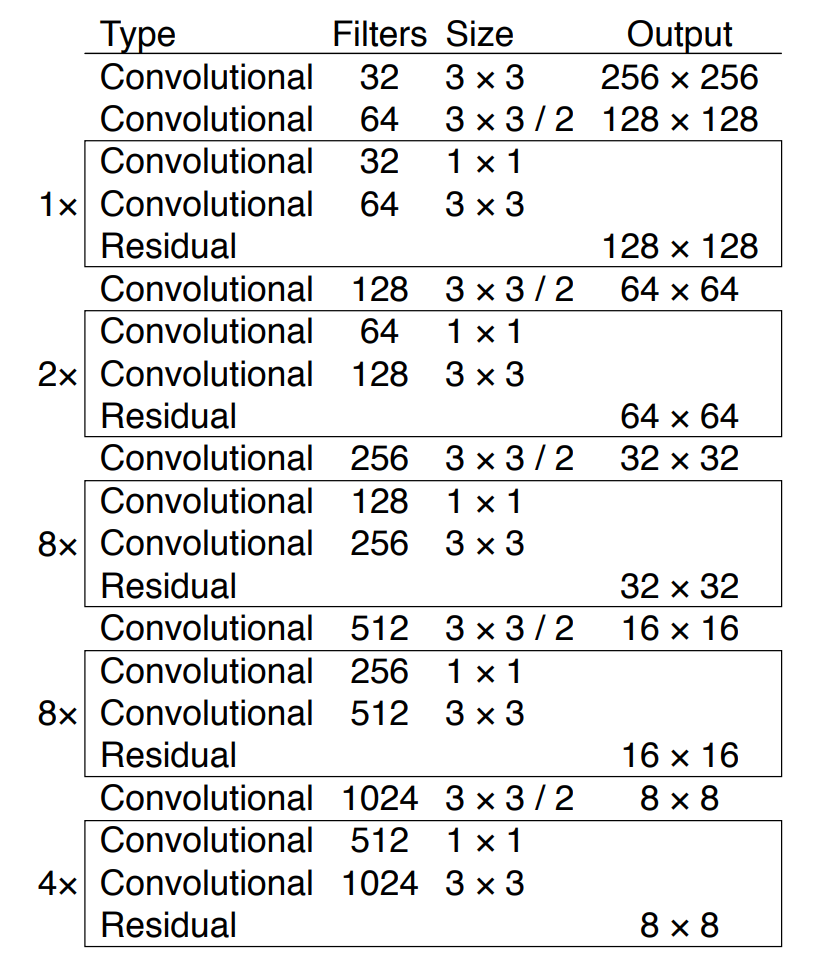 Type Filters Size Output
Convolutional 32 3 × 3 256 × 256
Convolutional 64 3 × 3 / 2 128 × 128
Convolutional 32 1 × 1
1× Convolutional 64 3 × 3
Residual 128 × 128
Convolutional 128 3 × 3 / 2 64 × 64
Convolutional 64 1 × 1
2× Convolutional 128 3 × 3
Residual 64 × 64
Convolutional 256 3 × 3 / 2 32 × 32
Convolutional 128 1 × 1
8× Convolutional 256 3 × 3
Residual 32 × 32
Convolutional 512 3 × 3 / 2 16 × 16
Convolutional 256 1 × 1
8× Convolutional 512 3 × 3
Residual 16 × 16
Convolutional 1024 3 × 3 / 2 8 × 8
Convolutional 512 1 × 1
4× Convolutional 1024 3 × 3
Residual 8 × 8